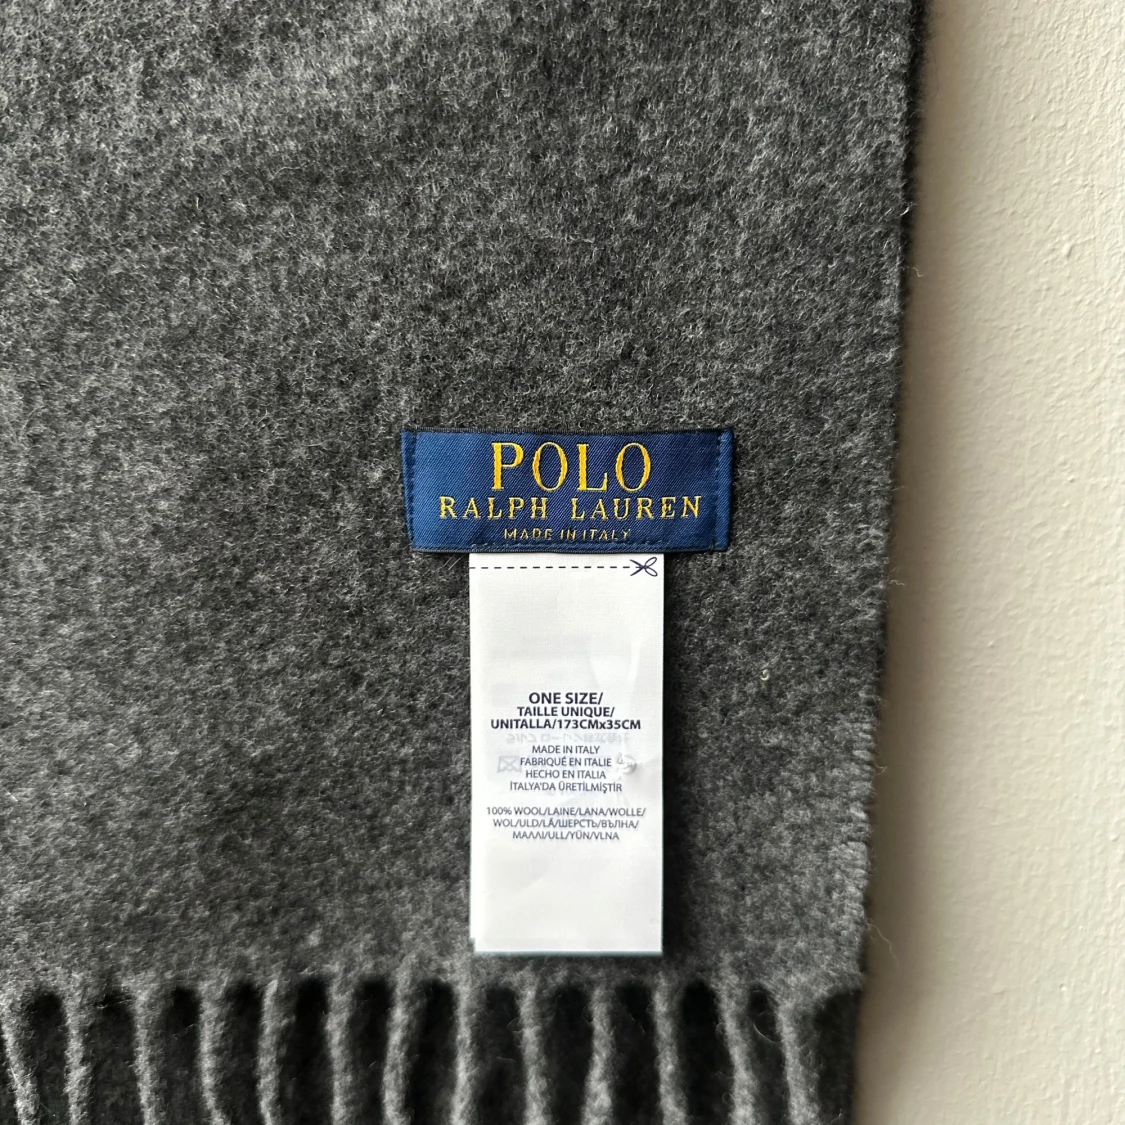 POLO
RALPH LAUREN
MADE IN ITALY
ONE SIZE/
TAILLE UNIQUE/
UNITALLA/173CMx35CM
MADE IN ITALY
FABRIQUÉ EN ITALIE
HECHO EN ITALIA
İTALYA'DA ÜRETİLMİŞTİR
100% WOOL/LAINE/LANA/WOLLE/
WOL/ULD/LÃ/ШЕРСТЬ/ВЪЛНА/
ΜΑΛΛΙ/ULL/YÜN/VLNA